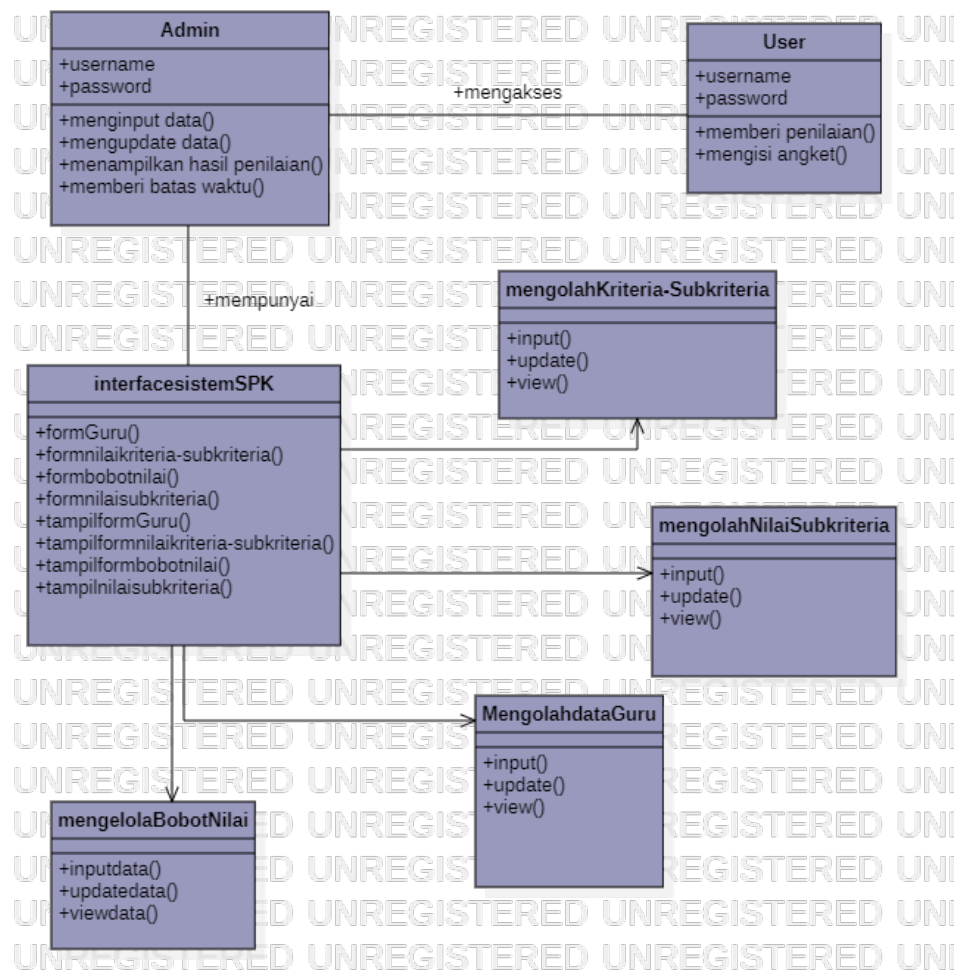 Admin
+username
+password
+menginput data()
+mengupdate data()
+menampilkan hasil penilaian()
+memberi batas waktu()
+mengakses
User
+username
+password
+memberi penilaian()
+mengisi angket()
+mempunyai
mengolahKriteria-Subkriteria
+input()
+update()
+view()
interfacesistemSPK
+formGuru()
+formnilaikriteria-subkriteria()
+formbobotnilai()
+formnilaisubkriteria()
+tampilformGuru()
+tampilformnilaikriteria-subkriteria()
+tampilformbobotnilai()
+tampilnilaisubkriteria()
mengolahNilaiSubkriteria
+input()
+update()
+view()
MengolahdataGuru
+input()
+update()
+view()
mengelolaBobotNilai
+inputdata()
+updatedata()
+viewdata()
UNREGISTERED